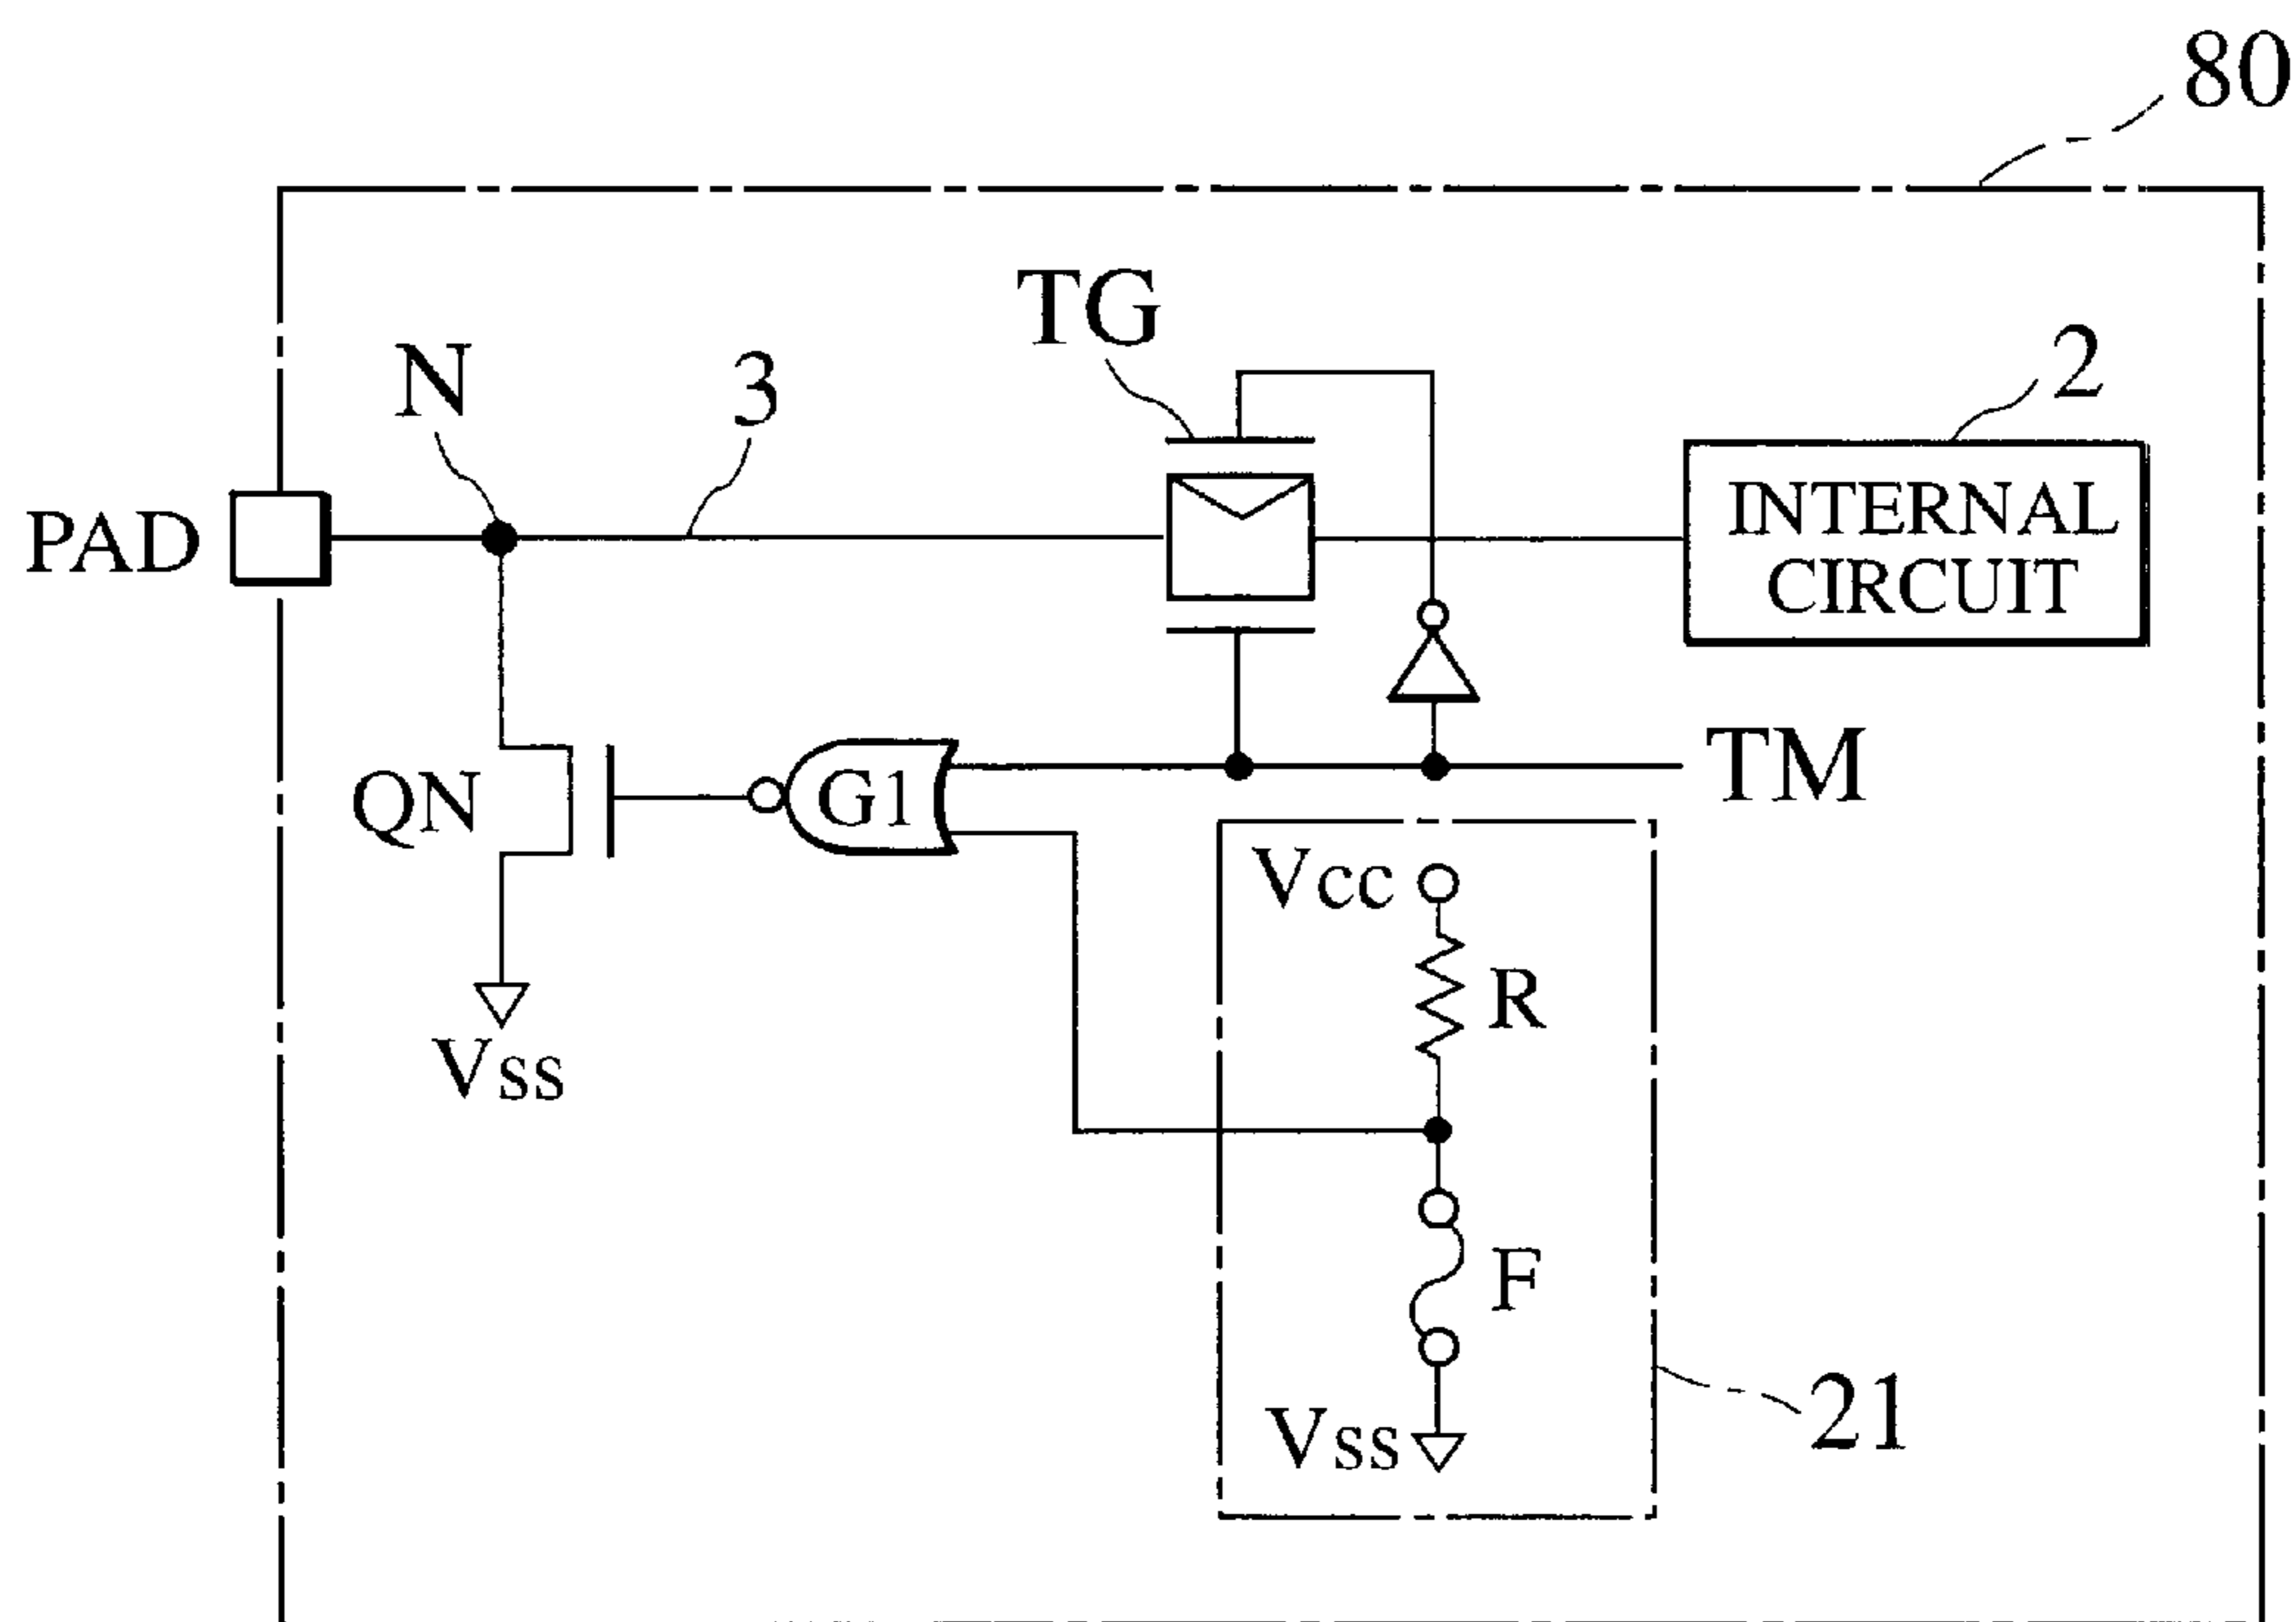 80
TG
N
3
2
PAD
INTERNAL
CIRCUIT
TM
QN
G1
Vcc
R
Vss
F
21
Vss